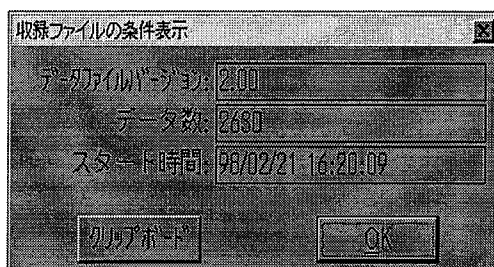 収録ファイルの条件表示
データファイルバージョン: 2.00
データ数: 2680
スタート時間: 98/02/21 16:20:09
クリップボード OK